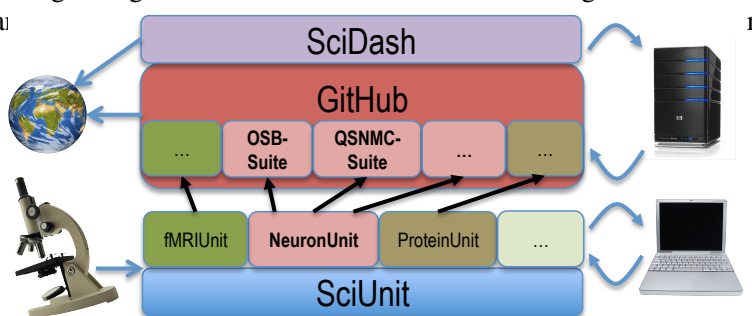 SciDash
GitHub
...
OSB-
Suite
QSNMC-
Suite
...
...
fMRIUnit
NeuronUnit
ProteinUnit
...
SciUnit